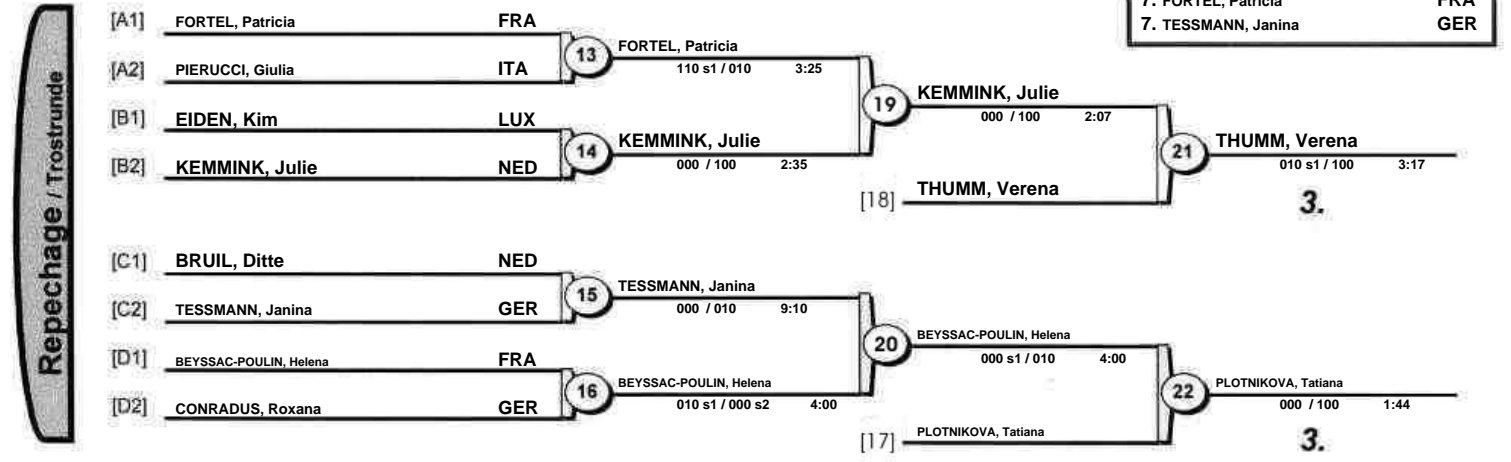 7. FORTEL, Patricia FRA
7. TESSMANN, Janina GER
Repechage / Trostrunde
[A1] FORTEL, Patricia FRA
13 FORTEL, Patricia
110 s1 / 010 3:25
[A2] PIERUCCI, Giulia ITA
19 KEMMINK, Julie
000 / 100 2:07
[B1] EIDEN, Kim LUX
14 KEMMINK, Julie
000 / 100 2:35
[B2] KEMMINK, Julie NED
21 THUMM, Verena
010 s1 / 100 3:17
[18] THUMM, Verena
3.
[C1] BRUIL, Ditte NED
15 TESSMANN, Janina
000 / 010 9:10
[C2] TESSMANN, Janina GER
20 BEYSSAC-POULIN, Helena
000 s1 / 010 4:00
[D1] BEYSSAC-POULIN, Helena FRA
16 BEYSSAC-POULIN, Helena
010 s1 / 000 s2 4:00
[D2] CONRADUS, Roxana GER
22 PLOTNIKOVA, Tatiana
000 / 100 1:44
[17] PLOTNIKOVA, Tatiana
3.